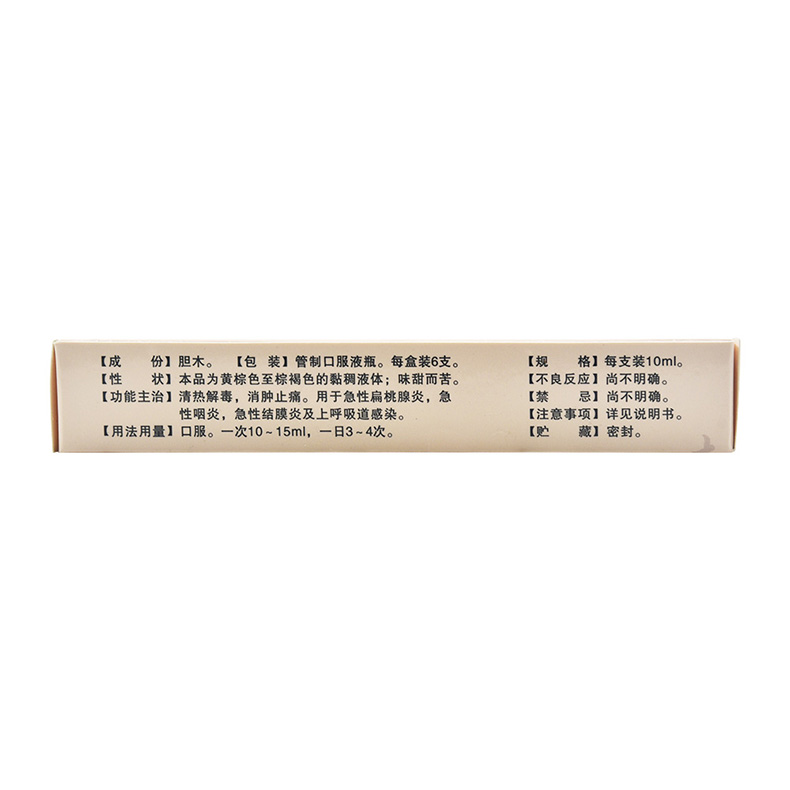 【成 份】胆木。 【包 装】管制口服液瓶。每盒装6支。
【性 状】本品为黄棕色至棕褐色的黏稠液体；味甜而苦。
【功能主治】清热解毒，消肿止痛。用于急性扁桃腺炎，急
性咽炎，急性结膜炎及上呼吸道感染。
【用法用量】口服。一次10～15ml，一日3～4次。
【规 格】每支装10ml。
【不良反应】尚不明确。
【禁 忌】尚不明确。
【注意事项】详见说明书。
【贮 藏】密封。